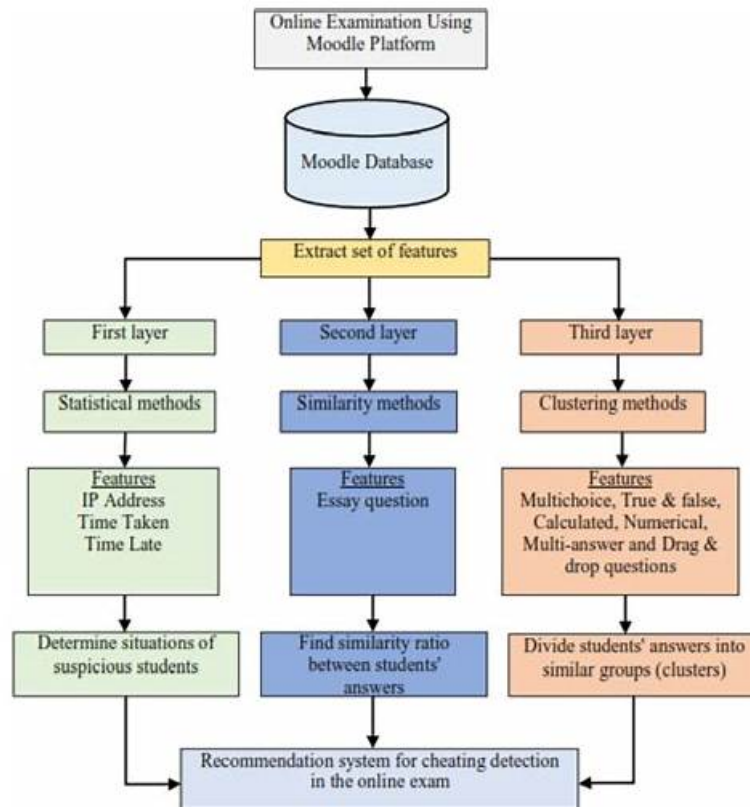 Online Examination Using
Moodle Platform
Moodle Database
Extract set of features
First layer
Second layer
Third layer
Statistical methods
Similarity methods
Clustering methods
Features
IP Address
Time Taken
Time Late
Features
Essay question
Features
Multichoice, True & false,
Calculated, Numerical,
Multi-answer and Drag &
drop questions
Determine situations of
suspicious students
Find similarity ratio
between students'
answers
Divide students' answers into
similar groups (clusters)
Recommendation system for cheating detection
in the online exam